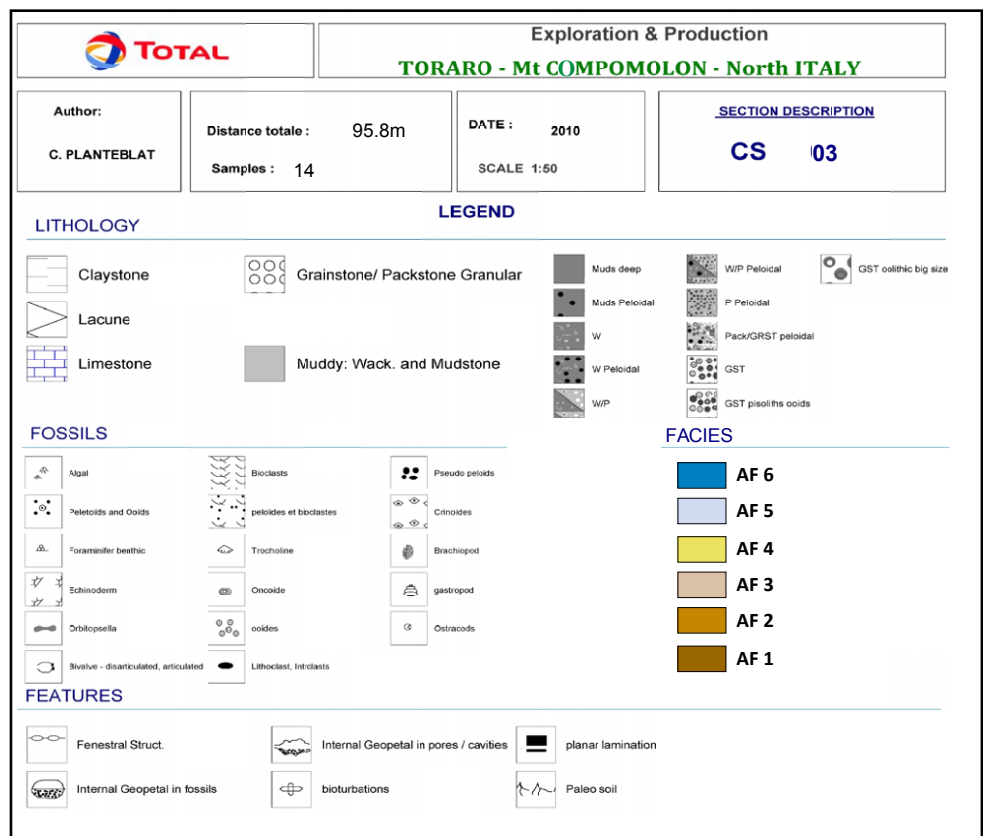 TOTAL
Exploration & Production
TORARO - Mt COMPOMOLON - North ITALY
Author:
C. PLANTEBLAT
Distance totale : 95.8m
Samples : 14
DATE : 2010
SCALE 1:50
SECTION DESCRIPTION
CS 03
LEGEND
LITHOLOGY
Claystone
Lacune
Limestone
Grainstone/ Packstone Granular
Muddy: Wack. and Mudstone
Muds deep
Muds Peloidal
W
W Peloidal
W/P
W/P Peloidal
P Peloidal
Pack/GRST peloidal
GST
GST pisoliths ooids
GST oolithic big size
FOSSILS
Algal
Peletoids and Ooids
Foraminifer benthic
Echinoderm
Orbitopsella
Bivalve - disarticulated, articulated
Bioclasts
peloides et bioclastes
Trocholine
Oncoide
ooides
Lithoclast, Intrclasts
Pseudo peloids
Crinoides
Brachiopod
gastropod
Ostracods
FACIES
AF 6
AF 5
AF 4
AF 3
AF 2
AF 1
FEATURES
Fenestral Struct.
Internal Geopetal in fossils
Internal Geopetal in pores / cavities
bioturbations
planar lamination
Paleo soil